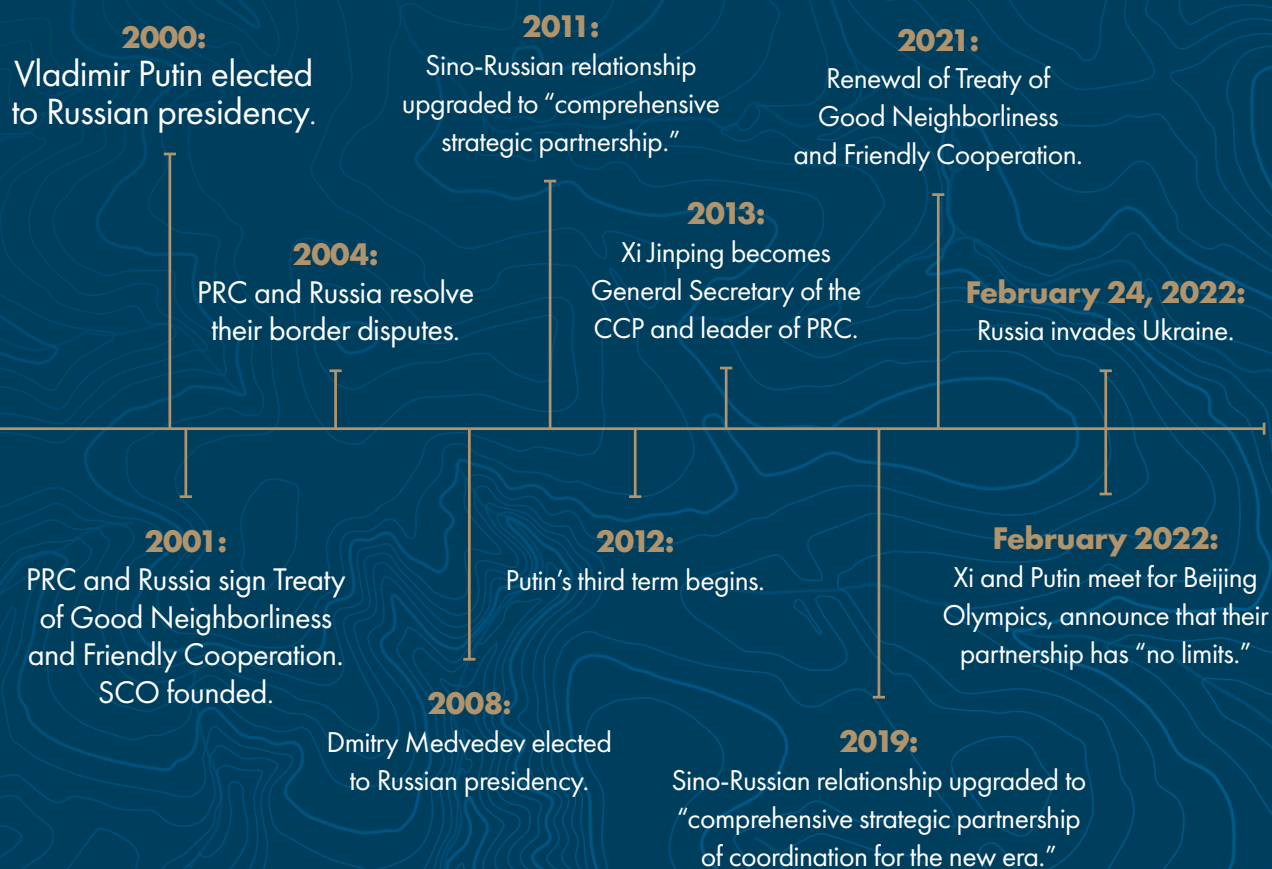 2000:
Vladimir Putin elected
to Russian presidency.
2001:
PRC and Russia sign Treaty
of Good Neighborliness
and Friendly Cooperation.
SCO founded.
2004:
PRC and Russia resolve
their border disputes.
2008:
Dmitry Medvedev elected
to Russian presidency.
2011:
Sino-Russian relationship
upgraded to “comprehensive
strategic partnership.”
2012:
Putin’s third term begins.
2013:
Xi Jinping becomes
General Secretary of the
CCP and leader of PRC.
2019:
Sino-Russian relationship upgraded to
“comprehensive strategic partnership
of coordination for the new era.”
2021:
Renewal of Treaty of
Good Neighborliness
and Friendly Cooperation.
February 24, 2022:
Russia invades Ukraine.
February 2022:
Xi and Putin meet for Beijing
Olympics, announce that their
partnership has “no limits.”